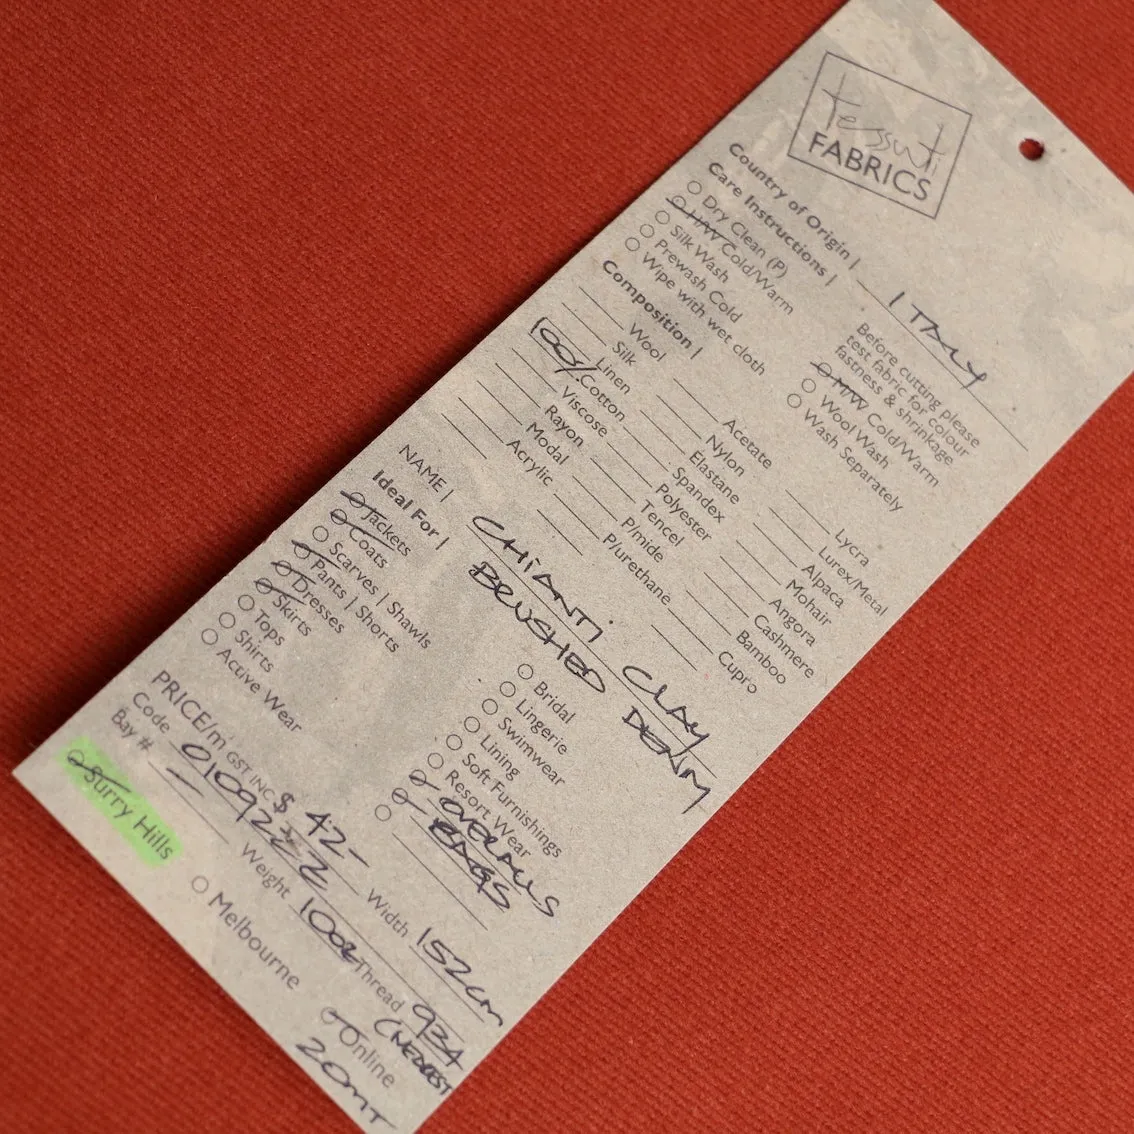 tessuti
FABRICS
Country of Origin | ITALY
Care Instructions |
Before cutting please
test fabric for colour
fastness & shrinkage
Dry Clean (P)
H/W Cold/Warm
Silk Wash
Prewash Cold
Wipe with wet cloth
H/W Cold/Warm
Wool Wash
Wash Separately
Composition |
Wool
Silk
Linen
100% Cotton
Viscose
Rayon
Modal
Acrylic
Acetate
Nylon
Elastane
Spandex
Polyester
Tencel
P/mide
P/urethane
Lycra
Lurex/Metal
Alpaca
Mohair
Angora
Cashmere
Bamboo
Cupro
NAME | CHIANTI CLAY
BRUSHED DENIM
Ideal For |
Jackets
Coats
Scarves | Shawls
Pants | Shorts
Dresses
Skirts
Tops
Shirts
Active Wear
Bridal
Lingerie
Swimwear
Lining
Soft Furnishings
Resort Wear
OVERALLS
BAGS
PRICE/m GST INC $ 42- Width 152cm
Code 0109222 Weight Thread 934
Bay #
(NEDREST
Surry Hills
Melbourne
Online
20MT